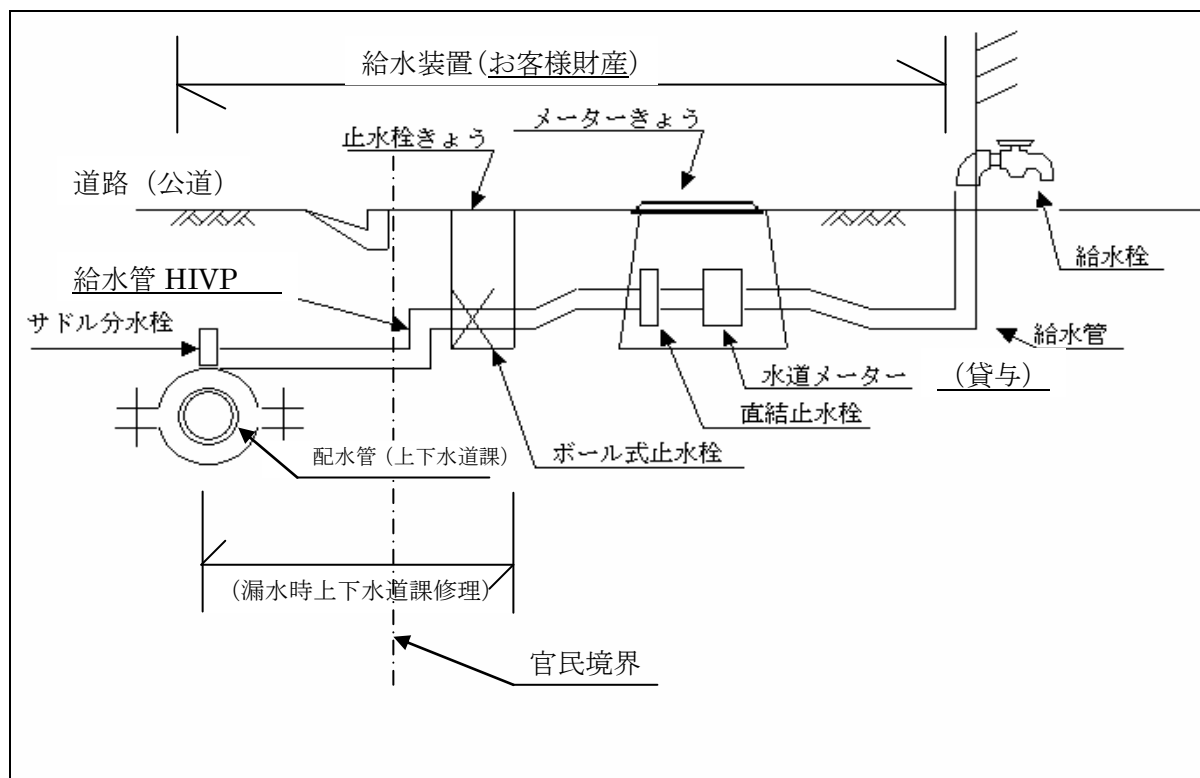 給水装置(お客様財産)
止水栓きょう
メーターきょう
道路（公道）
給水栓
給水管 HIVP
サドル分水栓
給水管
水道メーター （貸与）
直結止水栓
配水管（上下水道課）
ボール式止水栓
(漏水時上下水道課修理)
官民境界